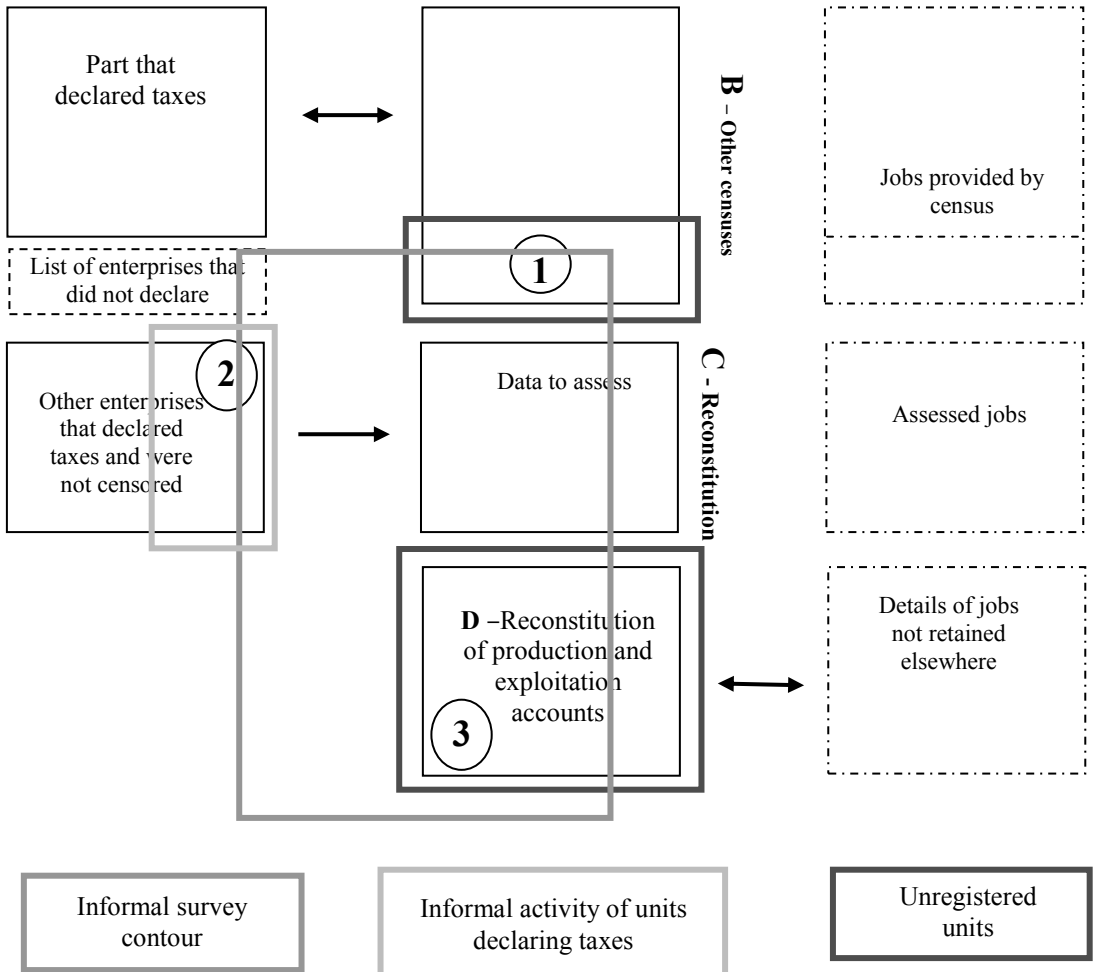 Part that
declared taxes
B – Other censuses
Jobs provided by
census
List of enterprises that
did not declare
1
2
Other enterprises
that declared
taxes and were
not censored
Data to assess
C - Reconstitution
Assessed jobs
D –Reconstitution
of production and
exploitation
accounts
3
Details of jobs
not retained
elsewhere
Informal survey
contour
Informal activity of units
declaring taxes
Unregistered
units